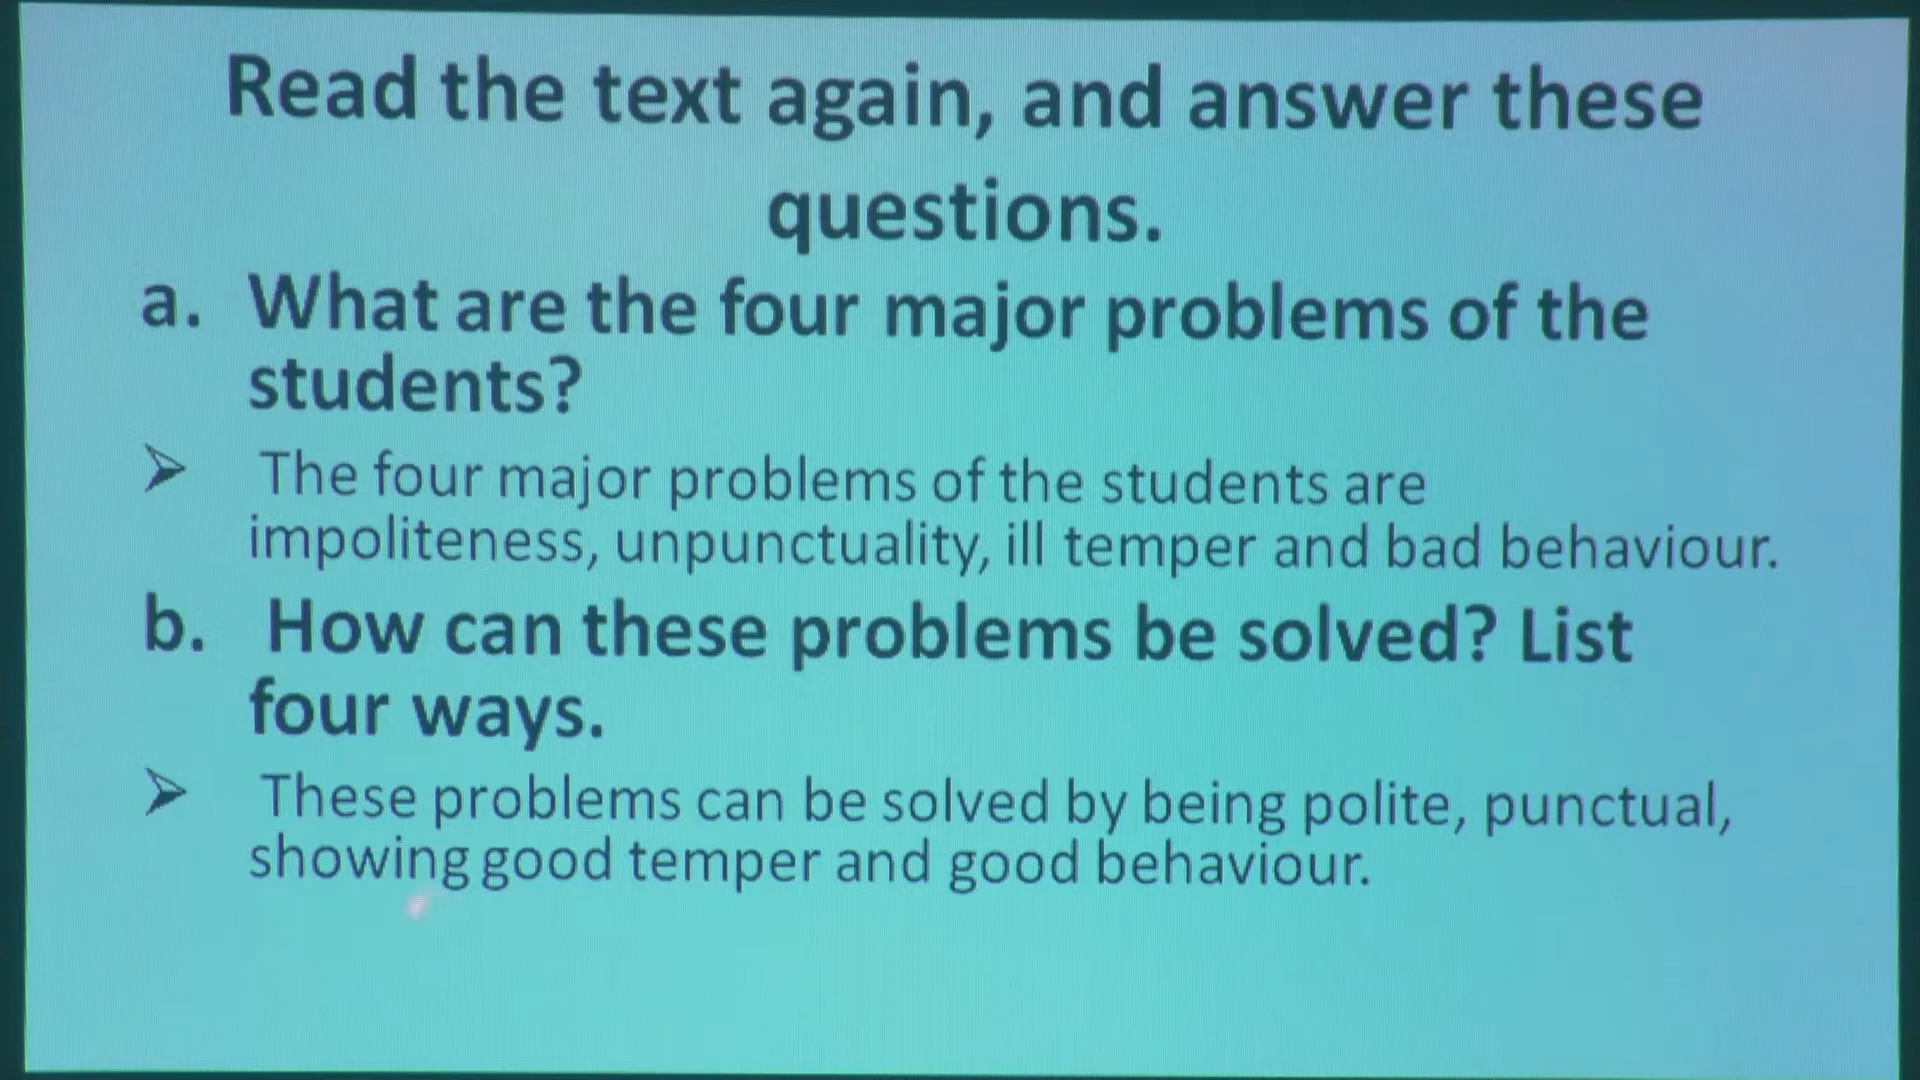 Read the text again, and answer these
questions.
a. What are the four major problems of the
students?
➢ The four major problems of the students are
impoliteness, unpunctuality, ill temper and bad behaviour.
b. How can these problems be solved? List
four ways.
➢ These problems can be solved by being polite, punctual,
showing good temper and good behaviour.